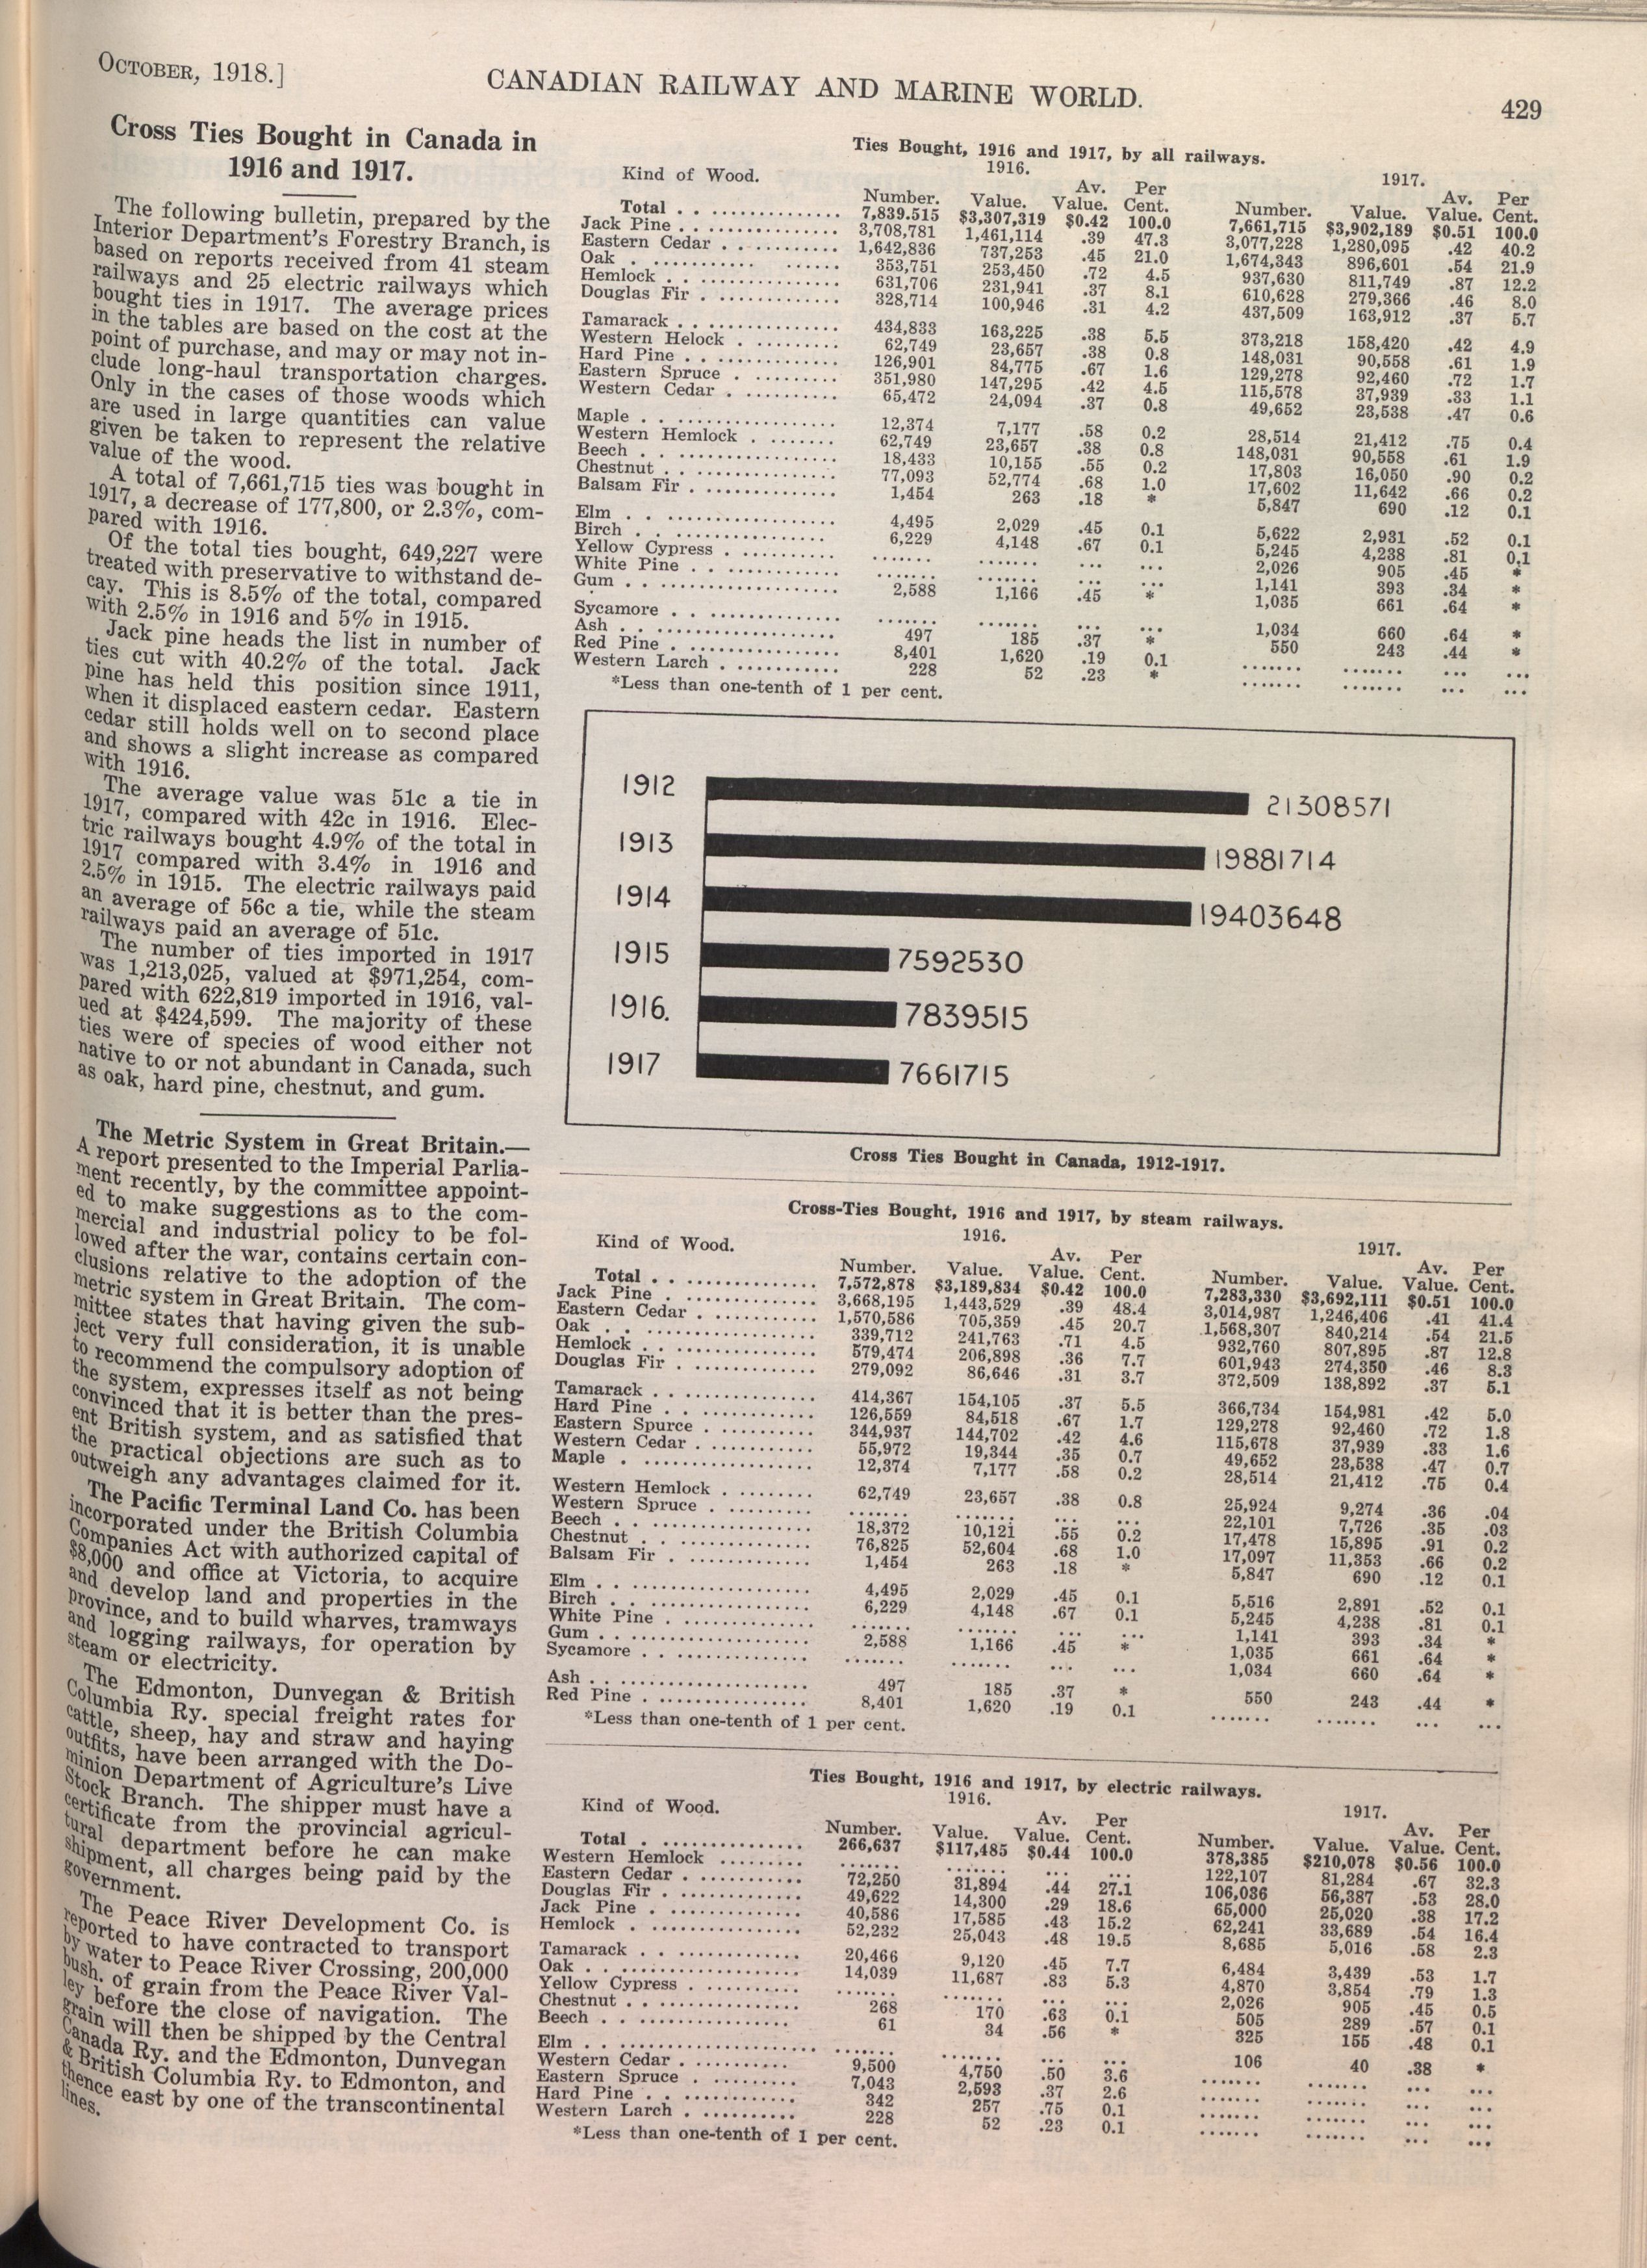 OCTOBER, 1918.]
CANADIAN RAILWAY AND MARINE WORLD.
429
Cross Ties Bought in Canada in
1916 and 1917.
The following bulletin, prepared by the
Interior Department's Forestry Branch, is
based on reports received from 41 steam
railways and 25 electric railways which
bought ties in 1917. The average prices
in the tables are based on the cost at the
point of purchase, and may or may not in-
clude long-haul transportation charges.
Only in the cases of those woods which
are used in large quantities can value
given be taken to represent the relative
value of the wood.
A total of 7,661,715 ties was bought in
1917, a decrease of 177,800, or 2.3%, com-
pared with 1916.
Of the total ties bought, 649,227 were
treated with preservative to withstand de-
cay. This is 8.5% of the total, compared
with 2.5% in 1916 and 5% in 1915.
Jack pine heads the list in number of
ties cut with 40.2% of the total. Jack
pine has held this position since 1911,
when it displaced eastern cedar. Eastern
cedar still holds well on to second place
and shows a slight increase as compared
with 1916.
The average value was 51c a tie in
1917, compared with 42c in 1916. Elec-
tric railways bought 4.9% of the total in
1917 compared with 3.4% in 1916 and
2.5% in 1915. The electric railways paid
an average of 56c a tie, while the steam
railways paid an average of 51c.
The number of ties imported in 1917
was 1,213,025, valued at $971,254, com-
pared with 622,819 imported in 1916, val-
ued at $424,599. The majority of these
ties were of species of wood either not
native to or not abundant in Canada, such
as oak, hard pine, chestnut, and gum.
The Metric System in Great Britain.—
A report presented to the Imperial Parlia-
ment recently, by the committee appoint-
ed to make suggestions as to the com-
mercial and industrial policy to be fol-
lowed after the war, contains certain con-
clusions relative to the adoption of the
metric system in Great Britain. The com-
mittee states that having given the sub-
ject very full consideration, it is unable
to recommend the compulsory adoption of
the system, expresses itself as not being
convinced that it is better than the pres-
ent British system, and as satisfied that
the practical objections are such as to
outweigh any advantages claimed for it.
The Pacific Terminal Land Co. has been
incorporated under the British Columbia
Companies Act with authorized capital of
$8,000 and office at Victoria, to acquire
and develop land and properties in the
province, and to build wharves, tramways
and logging railways, for operation by
steam or electricity.
The Edmonton, Dunvegan & British
Columbia Ry. special freight rates for
cattle, sheep, hay and straw and haying
outfits, have been arranged with the Do-
minion Department of Agriculture's Live
Stock Branch. The shipper must have a
certificate from the provincial agricul-
tural department before he can make
shipment, all charges being paid by the
government.
The Peace River Development Co. is
reported to have contracted to transport
by water to Peace River Crossing, 200,000
bush. of grain from the Peace River Val-
ley before the close of navigation. The
grain will then be shipped by the Central
Canada Ry. and the Edmonton, Dunvegan
& British Columbia Ry. to Edmonton, and
thence east by one of the transcontinental
lines.
Ties Bought, 1916 and 1917, by all railways.
Kind of Wood. 1916. 1917.
Number. Value. Av. Value. Per Cent. Number. Value. Av. Value. Per Cent.
Total . . .............. 7,839.515 $3,307,319 $0.42 100.0 7,661,715 $3,902,189 $0.51 100.0
Jack Pine . . .............. 3,708,781 1,461,114 .39 47.3 3,077,228 1,280,095 .42 40.2
Eastern Cedar . .......... 1,642,836 737,253 .45 21.0 1,674,343 896,601 .54 21.9
Oak . ........... ...... 353,751 253,450 .72 4.5 937,630 811,749 .87 12.2
Hemlock . . .............. 631,706 231,941 .37 8.1 610,628 279,366 .46 8.0
Douglas Fir . ............ 328,714 100,946 .31 4.2 437,509 163,912 .37 5.7
Tamarack . . .............. 434,833 163,225 .38 5.5 373,218 158,420 .42 4.9
Western Helock . ......... 62,749 23,657 .38 0.8 148,031 90,558 .61 1.9
Hard Pine . . ............ 126,901 84,775 .67 1.6 129,278 92,460 .72 1.7
Eastern Spruce . ......... 351,980 147,295 .42 4.5 115,578 37,939 .33 1.1
Western Cedar . .......... 65,472 24,094 .37 0.8 49,652 23,538 .47 0.6
Maple . . ................. 12,374 7,177 .58 0.2 28,514 21,412 .75 0.4
Western Hemlock . ....... 62,749 23,657 .38 0.8 148,031 90,558 .61 1.9
Beech . . ................. 18,433 10,155 .55 0.2 17,803 16,050 .90 0.2
Chestnut . . .............. 77,093 52,774 .68 1.0 17,602 11,642 .66 0.2
Balsam Fir . ............. 1,454 263 .18 * 5,847 690 .12 0.1
Elm . . ................... 4,495 2,029 .45 0.1 5,622 2,931 .52 0.1
Birch . . ................. 6,229 4,148 .67 0.1 5,245 4,238 .81 0.1
Yellow Cypress . .......... ....... ....... ... ... 2,026 905 .45 *
White Pine . . ............ ....... ....... ... ... 1,141 393 .34 *
Gum . . ................... 2,588 1,166 .45 * 1,035 661 .64 *
Sycamore . . .............. ....... ....... ... ... 1,034 660 .64 *
Ash . . ................... 497 185 .37 * 550 243 .44 *
Red Pine . ............... 8,401 1,620 .19 0.1 ....... ....... ... ...
Western Larch . ........... 228 52 .23 * ....... ....... ... ...
*Less than one-tenth of 1 per cent.
1912 21308571
1913 19881714
1914 19403648
1915 7592530
1916. 7839515
1917 7661715
Cross Ties Bought in Canada, 1912-1917.
Cross-Ties Bought, 1916 and 1917, by steam railways.
Kind of Wood. 1916. 1917.
Number. Value. Av. Value. Per Cent. Number. Value. Av. Value. Per Cent.
Total . . .............. 7,572,878 $3,189,834 $0.42 100.0 7,283,330 $3,692,111 $0.51 100.0
Jack Pine . .............. 3,668,195 1,443,529 .39 48.4 3,014,987 1,246,406 .41 41.4
Eastern Cedar . .......... 1,570,586 705,359 .45 20.7 1,568,307 840,214 .54 21.5
Oak . . .................. 339,712 241,763 .71 4.5 932,760 807,895 .87 12.8
Hemlock . . .............. 579,474 206,898 .36 7.7 601,943 274,350 .46 8.3
Douglas Fir . ............ 279,092 86,646 .31 3.7 372,509 138,892 .37 5.1
Tamarack . . .............. 414,367 154,105 .37 5.5 366,734 154,981 .42 5.0
Hard Pine . . ............ 126,559 84,518 .67 1.7 129,278 92,460 .72 1.8
Eastern Spurce . ......... 344,937 144,702 .42 4.6 115,678 37,939 .33 1.6
Western Cedar . .......... 55,972 19,344 .35 0.7 49,652 23,538 .47 0.7
Maple . ................. 12,374 7,177 .58 0.2 28,514 21,412 .75 0.4
Western Hemlock . ........ 62,749 23,657 .38 0.8 25,924 9,274 .36 .04
Western Spruce . ......... ....... ....... ... ... 22,101 7,726 .35 .03
Beech . . ................. 18,372 10,121 .55 0.2 17,478 15,895 .91 0.2
Chestnut . . .............. 76,825 52,604 .68 1.0 17,097 11,353 .66 0.2
Balsam Fir . ............. 1,454 263 .18 * 5,847 690 .12 0.1
Elm . . ................... 4,495 2,029 .45 0.1 5,516 2,891 .52 0.1
Birch . . ................. 6,229 4,148 .67 0.1 5,245 4,238 .81 0.1
White Pine . ............. ....... ....... ... ... 1,141 393 .34 *
Gum . . ................... 2,588 1,166 .45 * 1,035 661 .64 *
Sycamore . . .............. ....... ....... ... ... 1,034 660 .64 *
Ash . . ................... 497 185 .37 * 550 243 .44 *
Red Pine . ............... 8,401 1,620 .19 0.1 ....... ....... ... ...
*Less than one-tenth of 1 per cent.
Ties Bought, 1916 and 1917, by electric railways.
Kind of Wood. 1916. 1917.
Number. Value. Av. Value. Per Cent. Number. Value. Av. Value. Per Cent.
Total . ................ 266,637 $117,485 $0.44 100.0 378,385 $210,078 $0.56 100.0
Western Hemlock ......... ....... ....... ... ... 122,107 81,284 .67 32.3
Eastern Cedar . .......... 72,250 31,894 .44 27.1 106,036 56,387 .53 28.0
Douglas Fir . ............ 49,622 14,300 .29 18.6 65,000 25,020 .38 17.2
Jack Pine . .............. 40,586 17,585 .43 15.2 62,241 33,689 .54 16.4
Hemlock . ................ 52,232 25,043 .48 19.5 8,685 5,016 .58 2.3
Tamarack . . .............. 20,466 9,120 .45 7.7 6,484 3,439 .53 1.7
Oak . . ................... 14,039 11,687 .83 5.3 4,870 3,854 .79 1.3
Yellow Cypress . .......... ....... ....... ... ... 2,026 905 .45 0.5
Chestnut . . .............. 268 170 .63 0.1 505 289 .57 0.1
Beech . . ................. 61 34 .56 * 325 155 .48 0.1
Elm . . ................... ....... ....... ... ... 106 40 .38 *
Western Cedar . .......... 9,500 4,750 .50 3.6 ....... ....... ... ...
Eastern Spruce . ......... 7,043 2,593 .37 2.6 ....... ....... ... ...
Hard Pine . . ............ 342 257 .75 0.1 ....... ....... ... ...
Western Larch . .......... 228 52 .23 0.1 ....... ....... ... ...
*Less than one-tenth of 1 per cent.